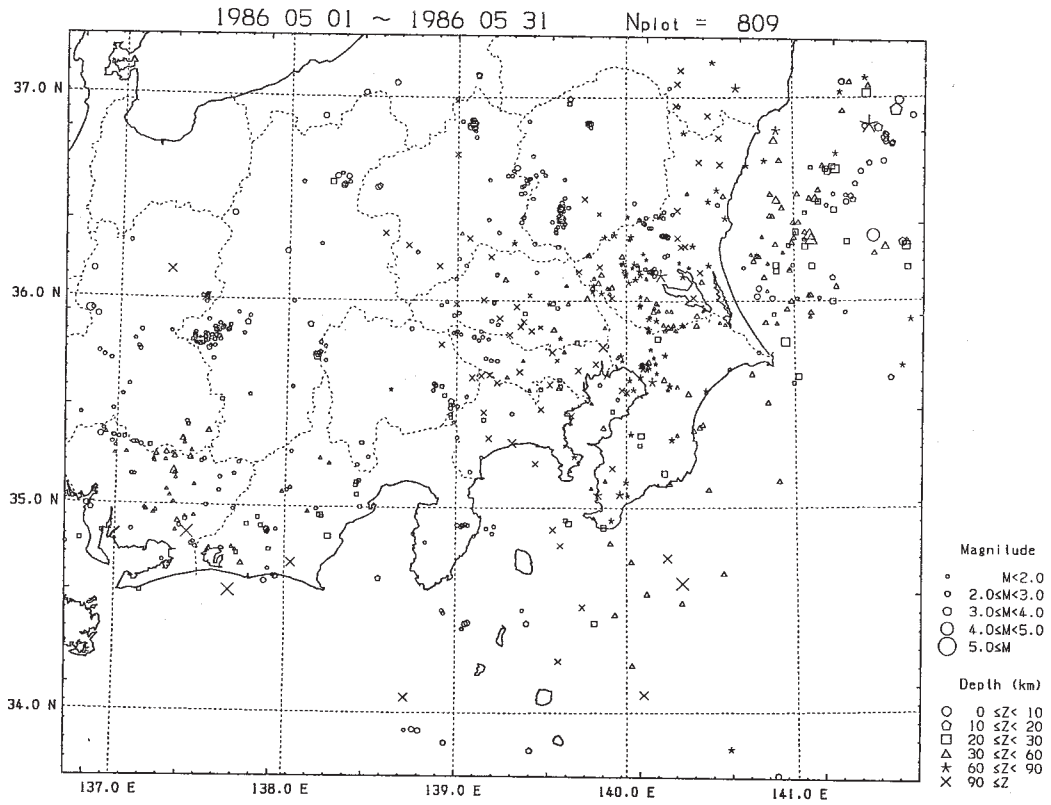 1986 05 01 ~ 1986 05 31 Nplot = 809
37.0 N
36.0 N
35.0 N
34.0 N
137.0 E 138.0 E 139.0 E 140.0 E 141.0 E
Magnitude
M<2.0
2.0≤M<3.0
3.0≤M<4.0
4.0≤M<5.0
5.0≤M
Depth (km)
0 ≤Z< 10
10 ≤Z< 20
20 ≤Z< 30
30 ≤Z< 60
60 ≤Z< 90
90 ≤Z